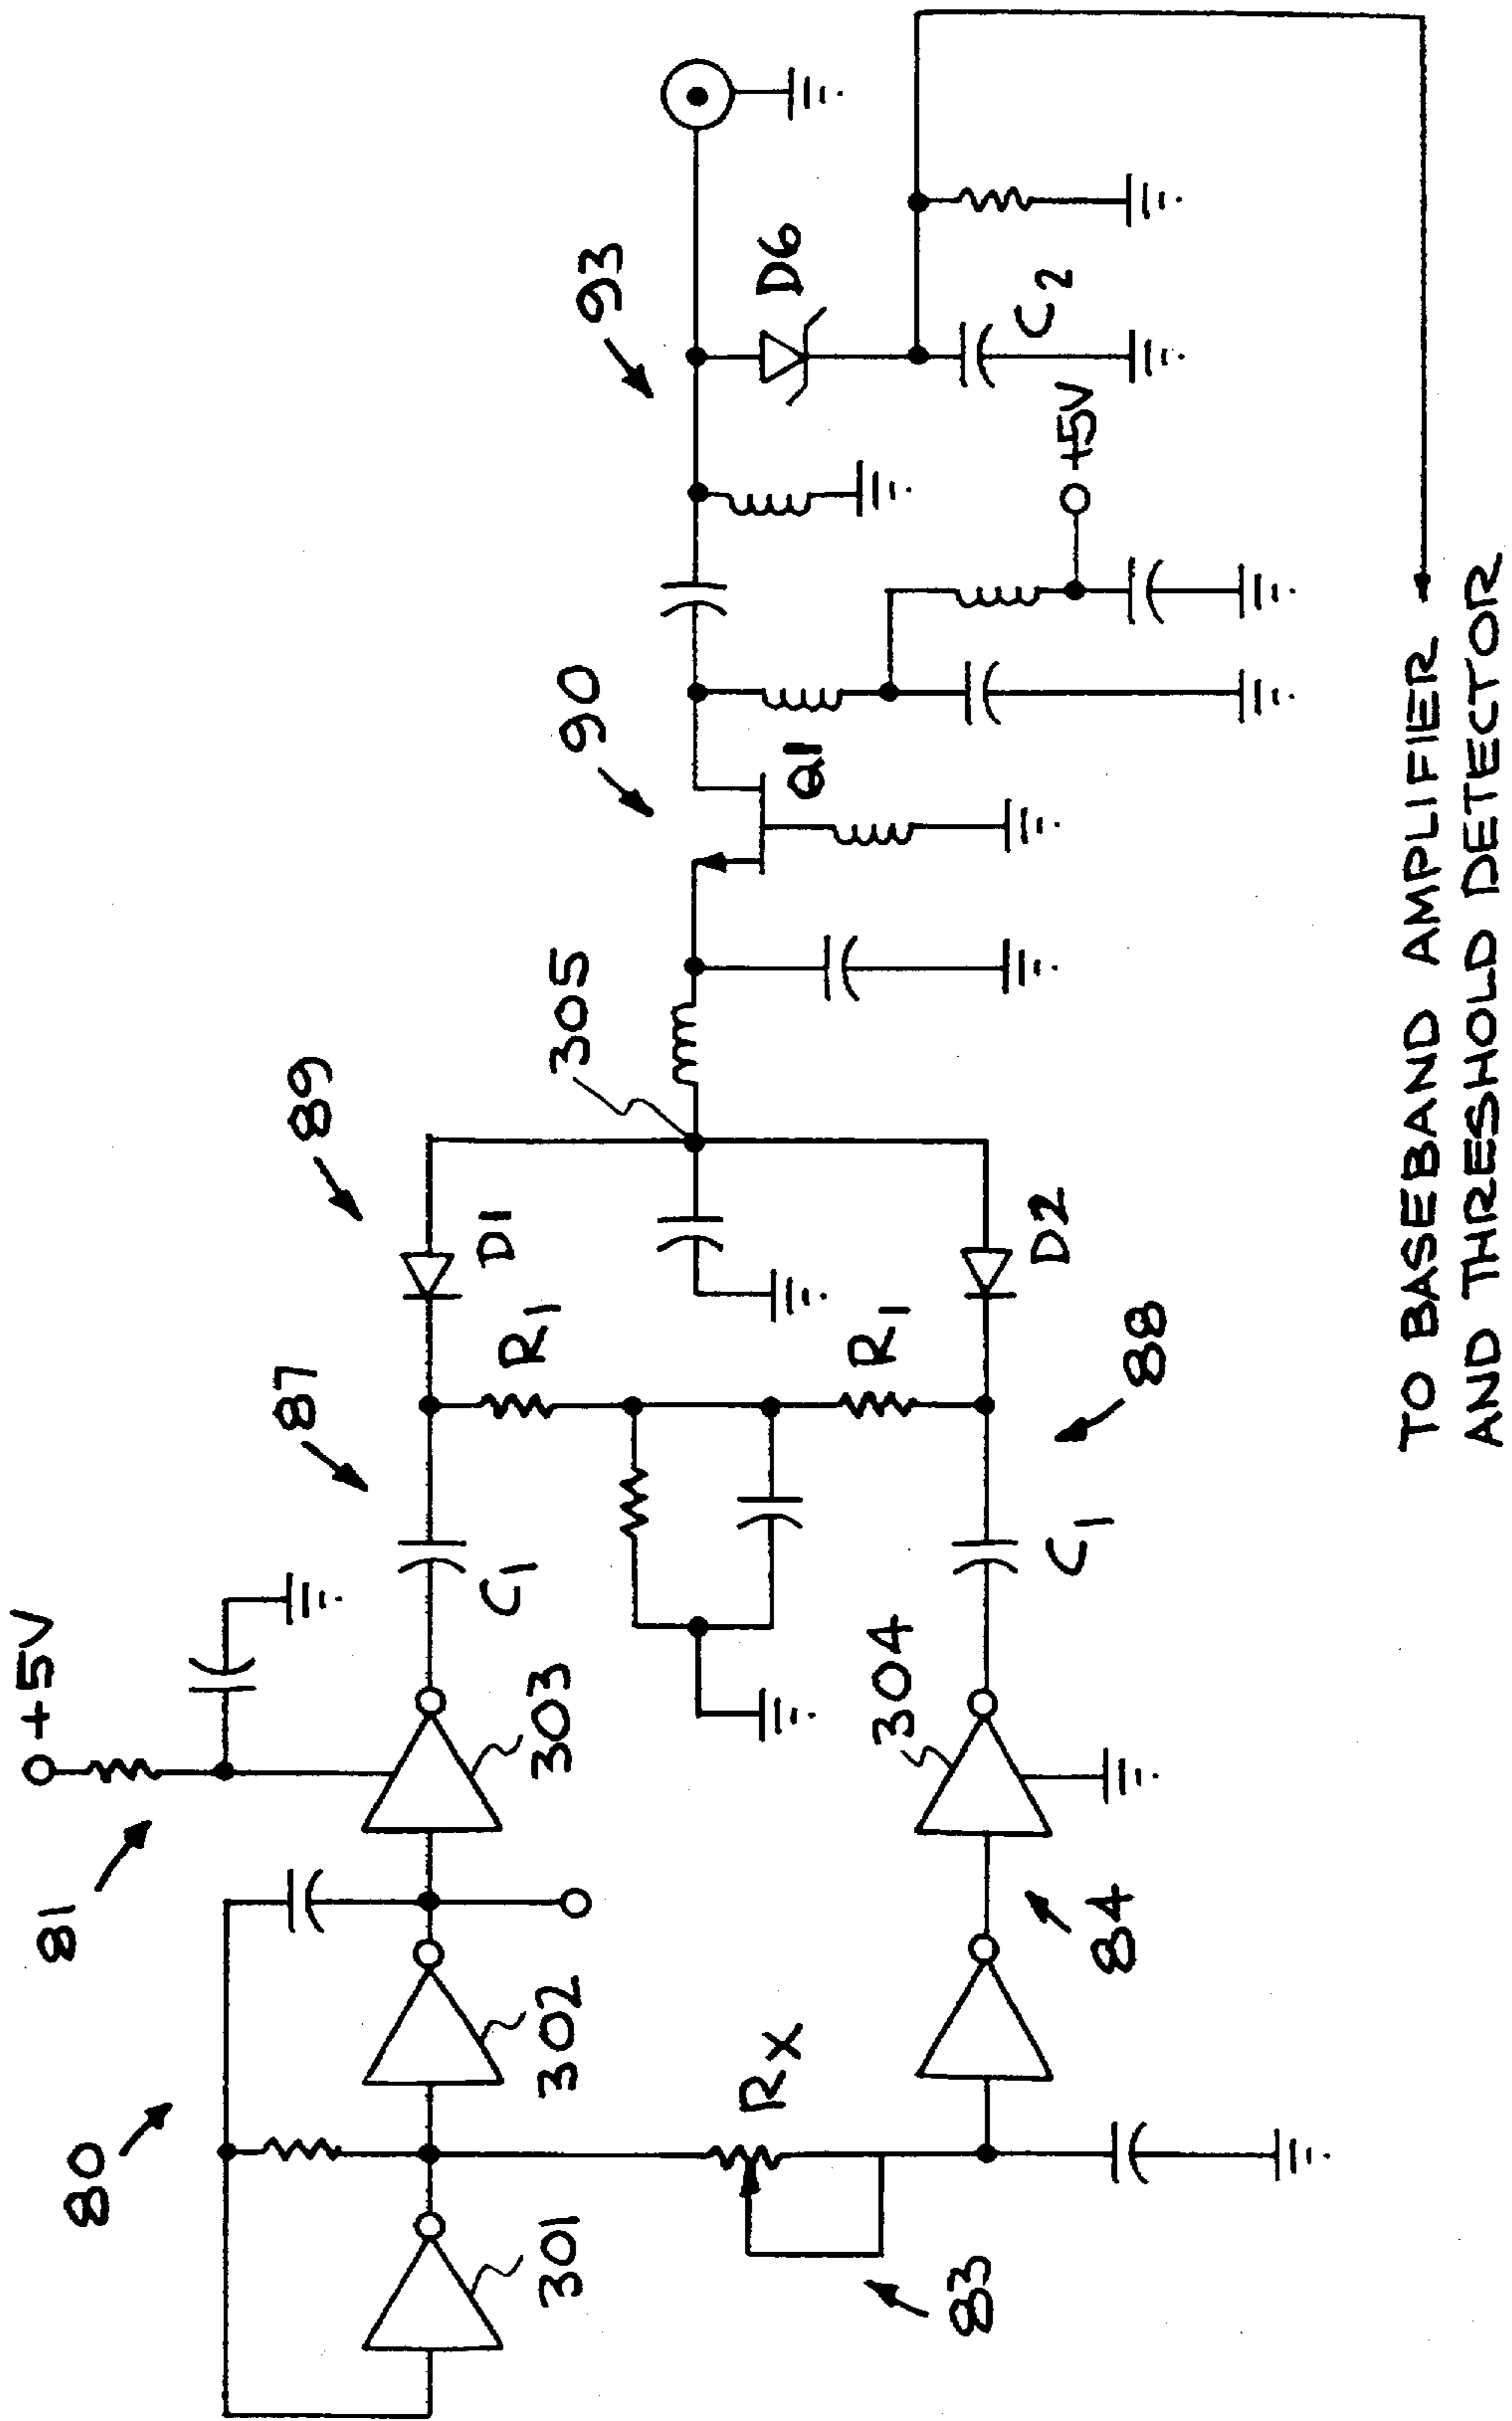 80
81
+5V
87
89
90
93
301
302
303
C1
R1
D1
305
Q1
D6
C2
+5V
Rx
83
84
304
C1
R1
D2
88
TO BASEBAND AMPLIFIER
AND THRESHOLD DETECTOR